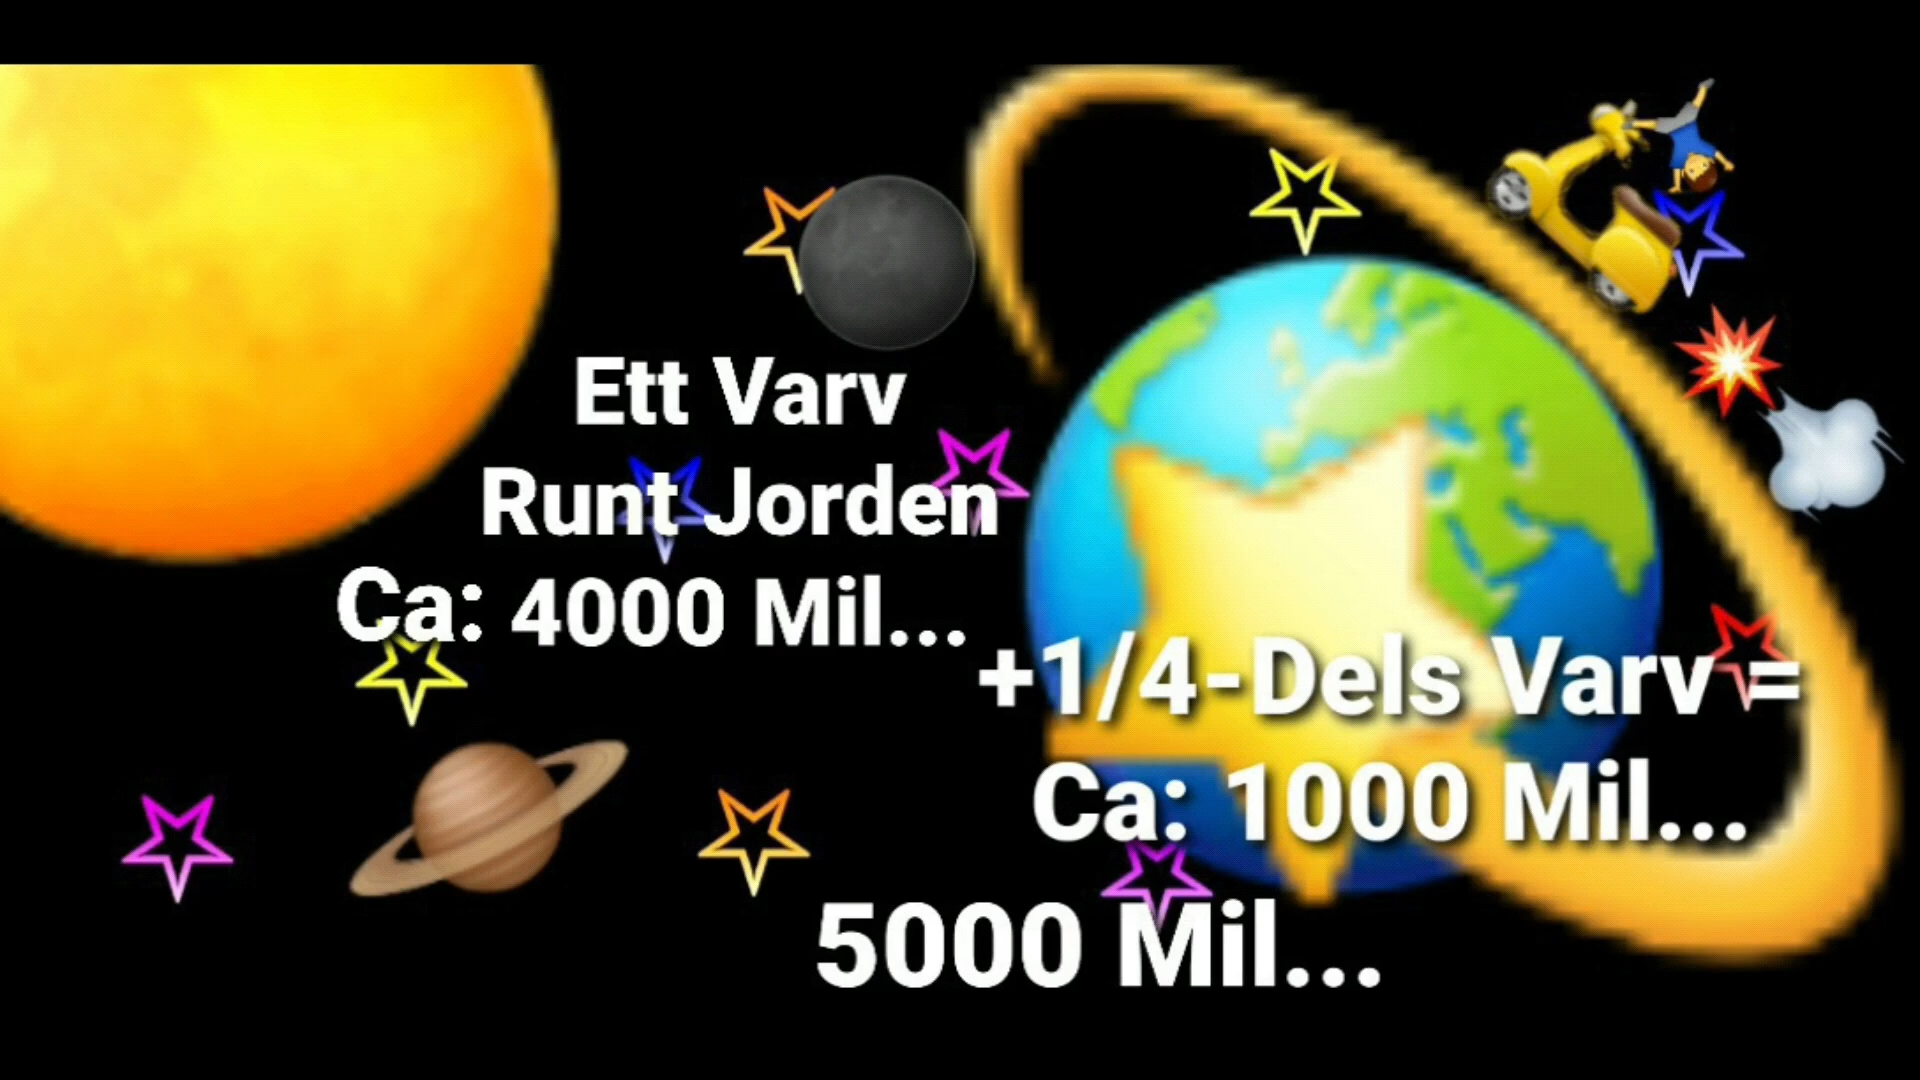 Ett Varv
Runt Jorden
Ca: 4000 Mil...
+1/4-Dels Varv =
Ca: 1000 Mil...
5000 Mil...